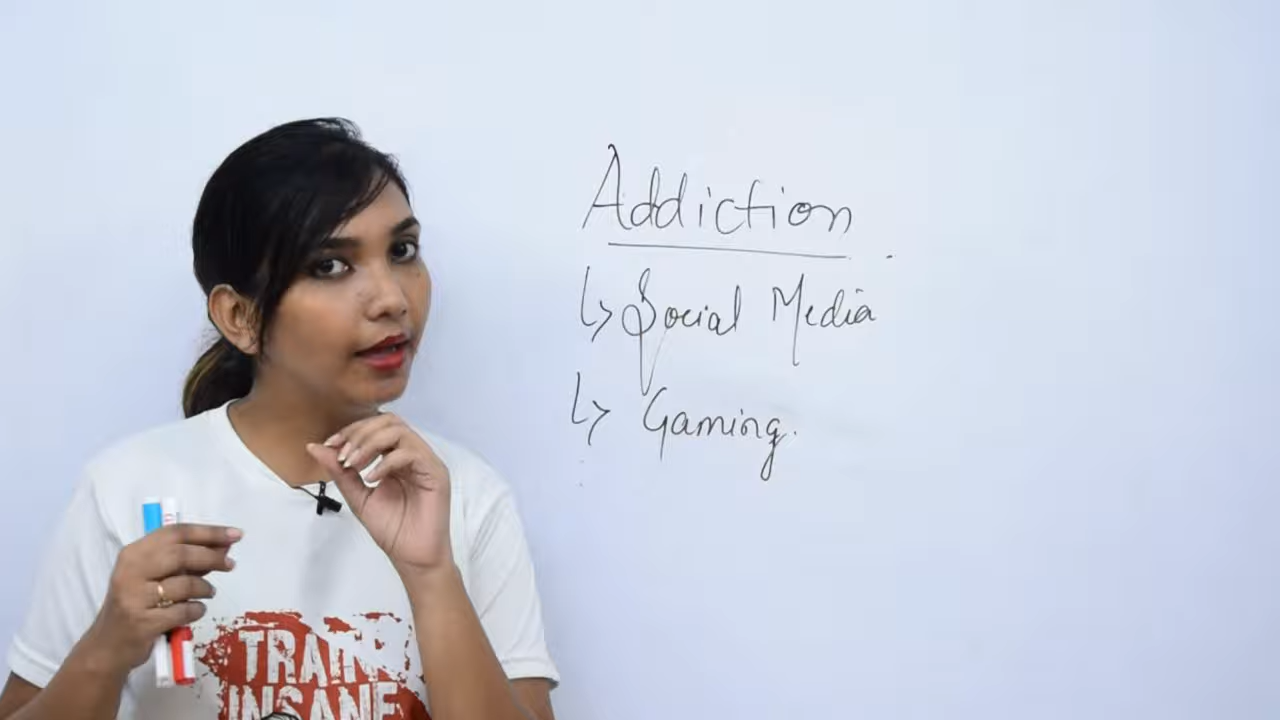 Addiction
↳ Social Media
↳ Gaming.
TRAIN
INSANE